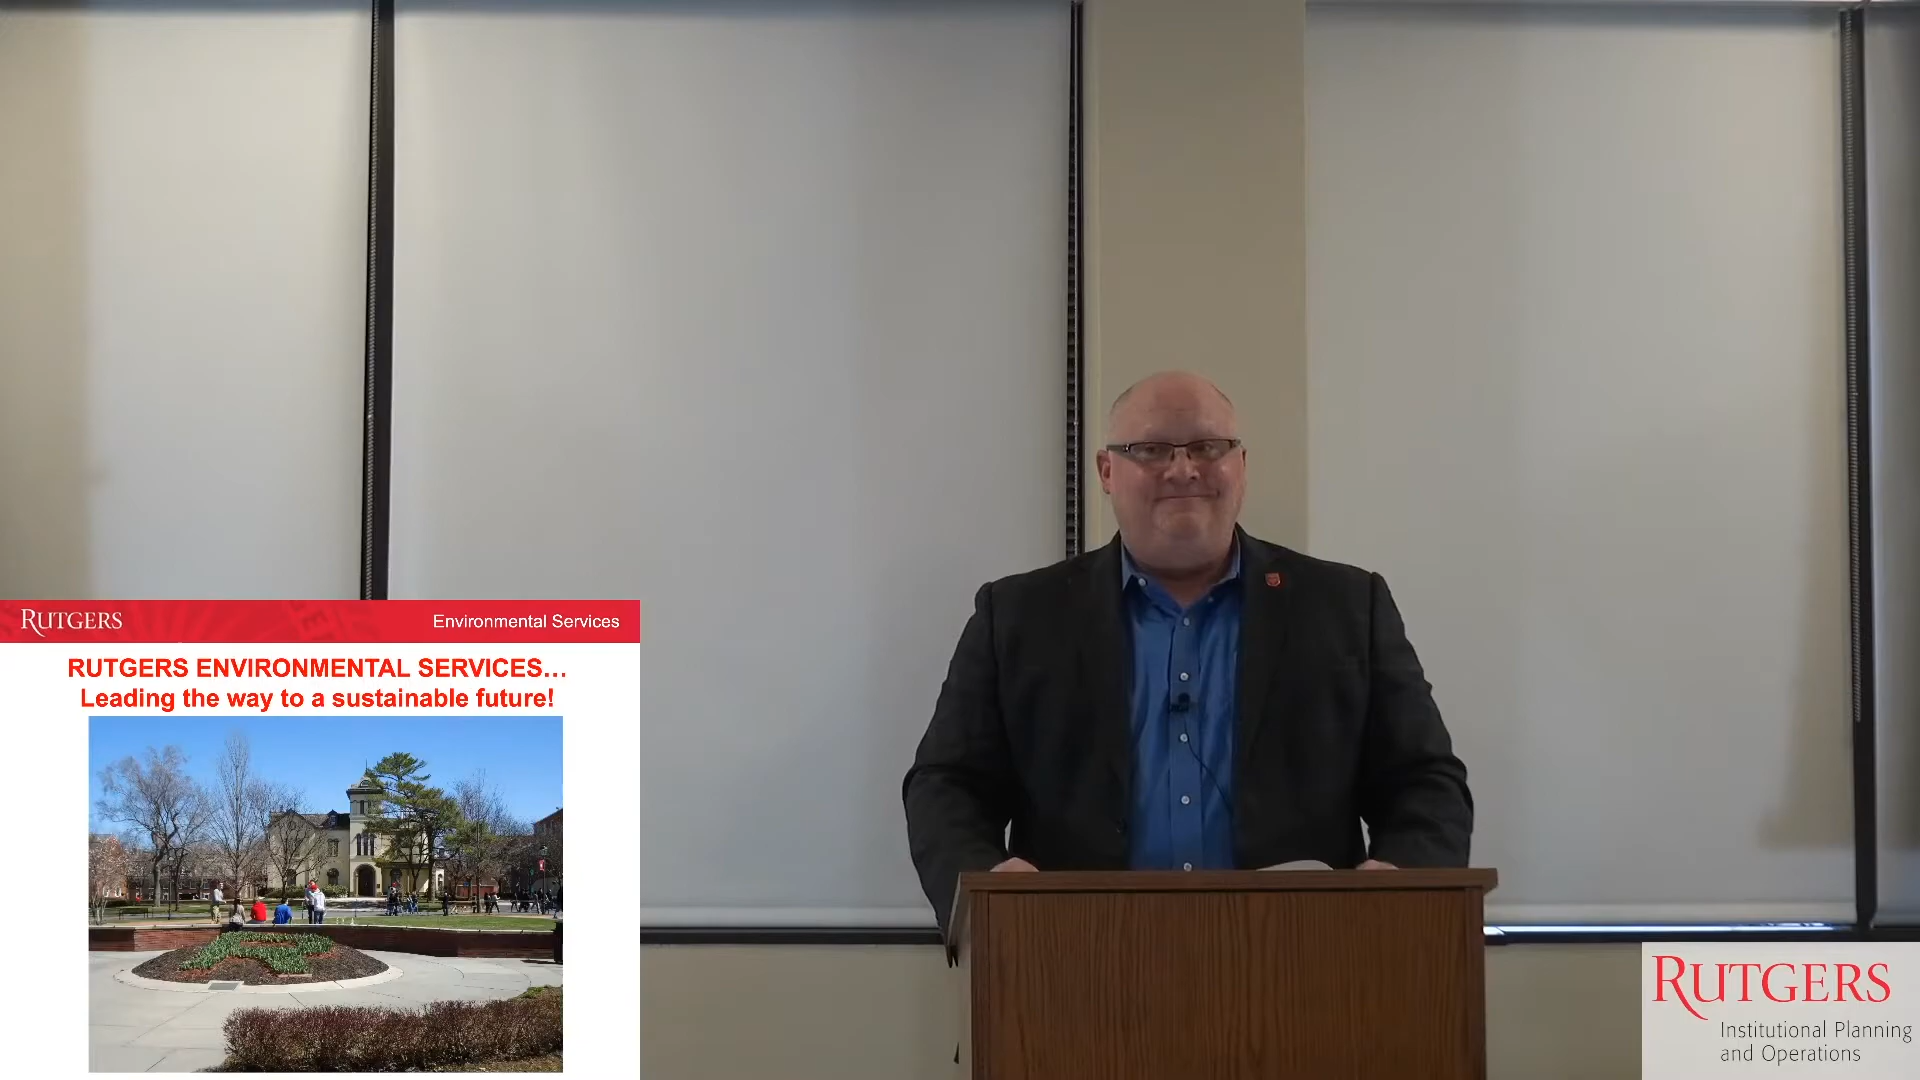 RUTGERS
Environmental Services
RUTGERS ENVIRONMENTAL SERVICES…
Leading the way to a sustainable future!
RUTGERS
Institutional Planning
and Operations